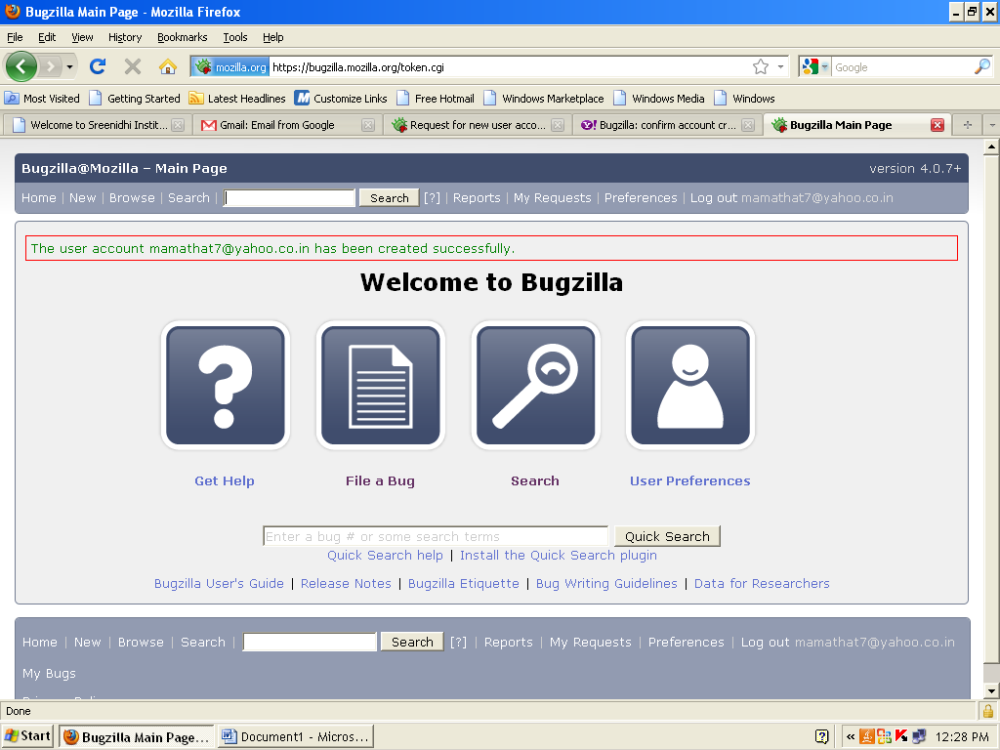 Bugzilla Main Page - Mozilla Firefox
File Edit View History Bookmarks Tools Help
mozilla.org https://bugzilla.mozilla.org/token.cgi Google
Most Visited Getting Started Latest Headlines Customize Links Free Hotmail Windows Marketplace Windows Media Windows
Welcome to Sreenidhi Instit... Gmail: Email from Google Request for new user acco... Bugzilla: confirm account cr... Bugzilla Main Page
Bugzilla@Mozilla – Main Page version 4.0.7+
Home | New | Browse | Search | Search [?] | Reports | My Requests | Preferences | Log out mamathat7@yahoo.co.in
The user account mamathat7@yahoo.co.in has been created successfully.
Welcome to Bugzilla
Get Help File a Bug Search User Preferences
Enter a bug # or some search terms Quick Search
Quick Search help | Install the Quick Search plugin
Bugzilla User's Guide | Release Notes | Bugzilla Etiquette | Bug Writing Guidelines | Data for Researchers
Home | New | Browse | Search | Search [?] | Reports | My Requests | Preferences | Log out mamathat7@yahoo.co.in
My Bugs
Done
Start Bugzilla Main Page... Document1 - Micros... 12:28 PM